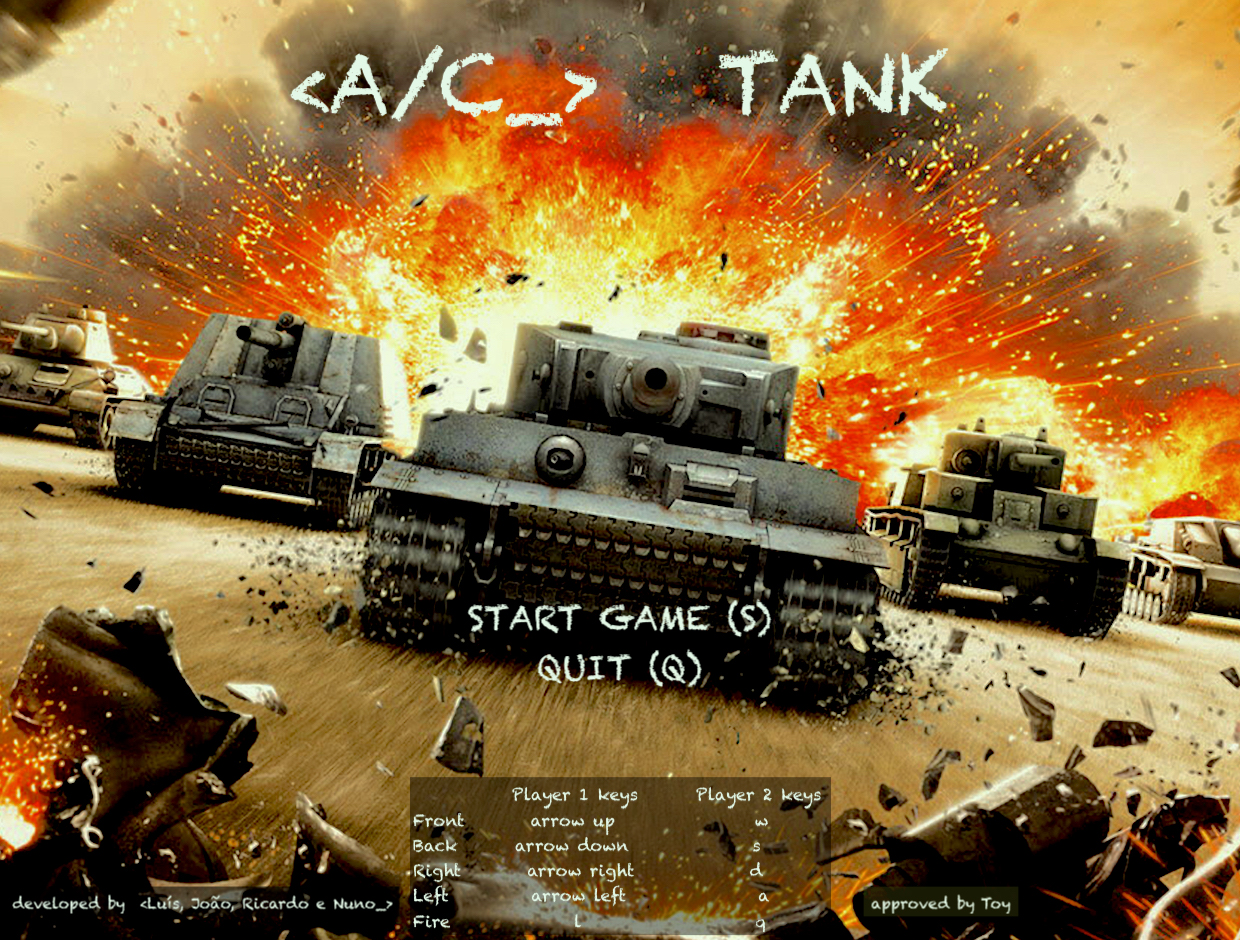 <A/C_> TANK
START GAME (S)
QUIT (Q)
Player 1 keys Player 2 keys
Front arrow up w
Back arrow down s
Right arrow right d
Left arrow left a
Fire l q
developed by <Luís, João, Ricardo e Nuno_>
approved by Toy